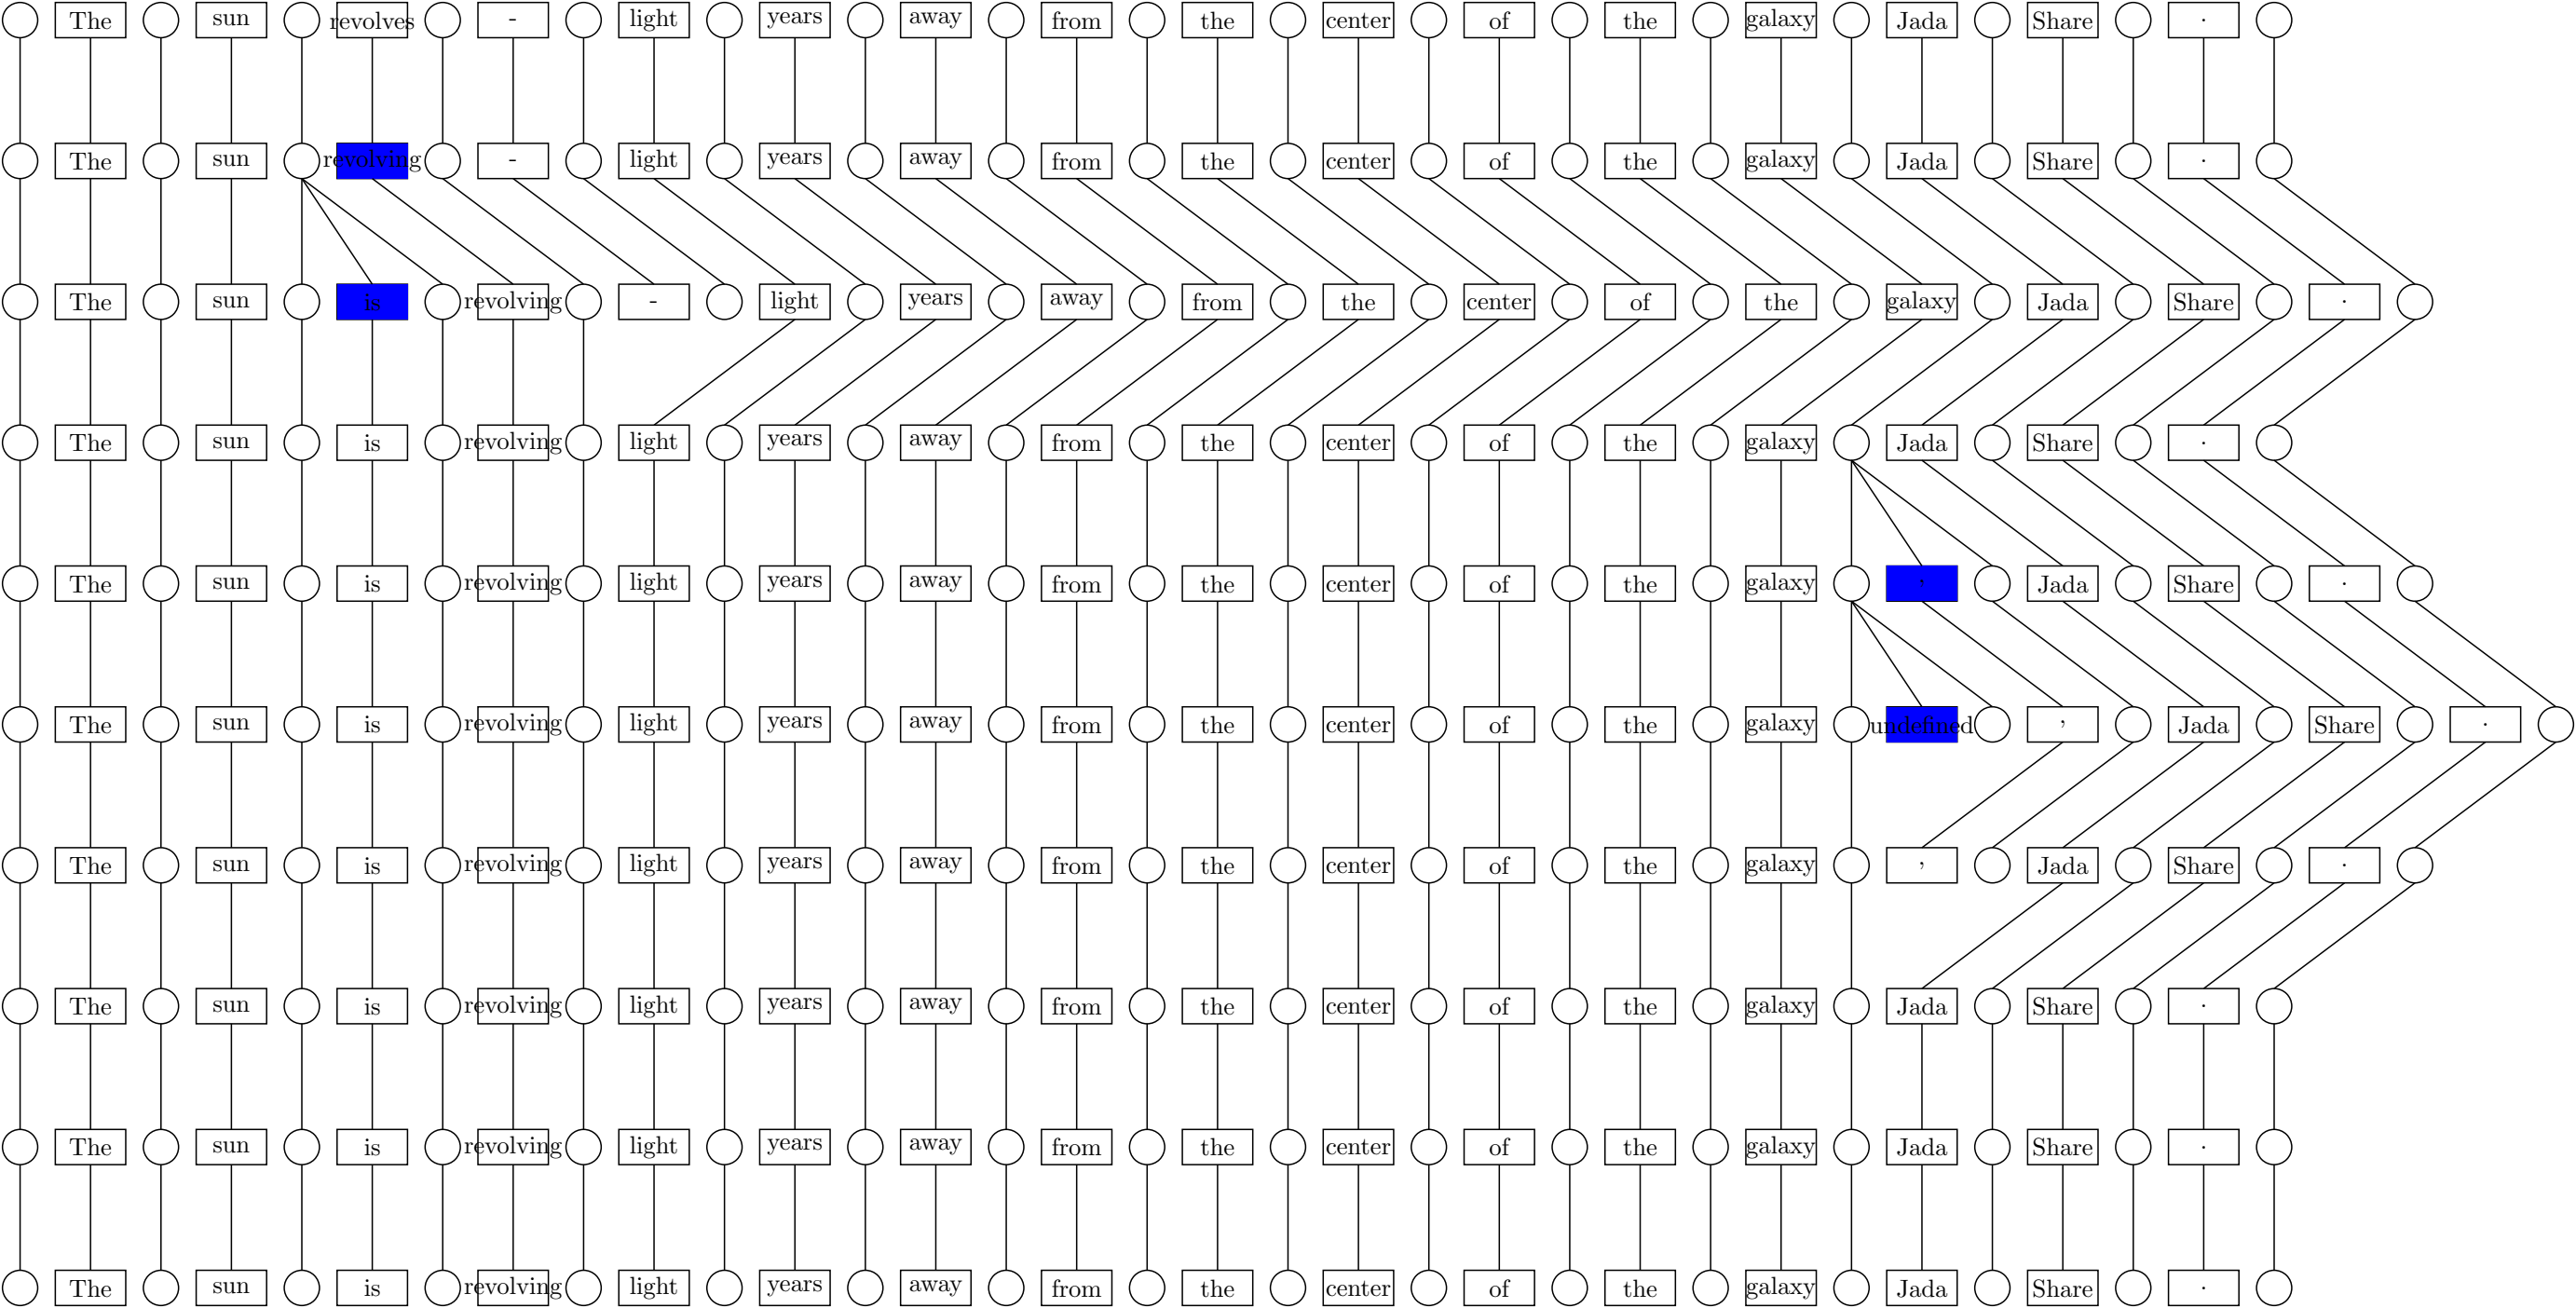 The sun revolves - light years away from the center of the galaxy Jada Share .
The sun revolving - light years away from the center of the galaxy Jada Share .
The sun is revolving - light years away from the center of the galaxy Jada Share .
The sun is revolving light years away from the center of the galaxy Jada Share .
The sun is revolving light years away from the center of the galaxy , Jada Share .
The sun is revolving light years away from the center of the galaxy undefined , Jada Share .
The sun is revolving light years away from the center of the galaxy , Jada Share .
The sun is revolving light years away from the center of the galaxy Jada Share .
The sun is revolving light years away from the center of the galaxy Jada Share .
The sun is revolving light years away from the center of the galaxy Jada Share .